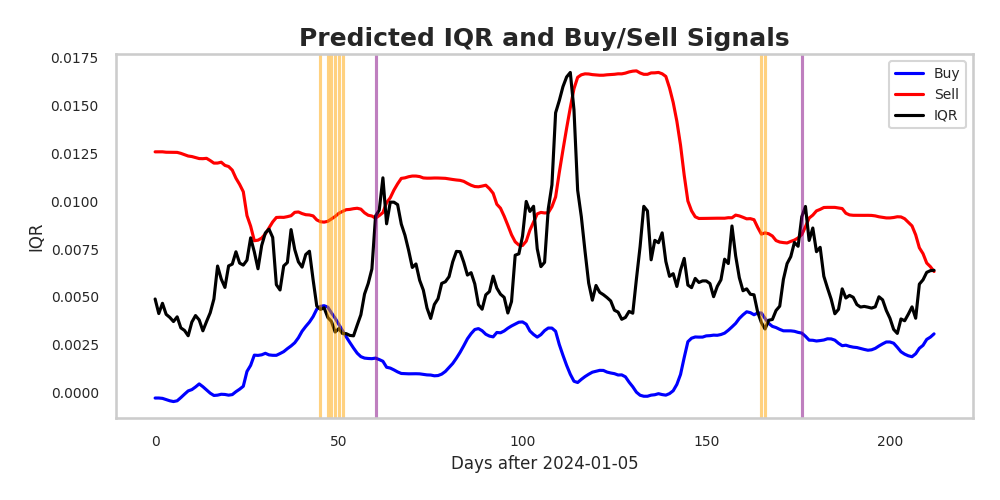 Predicted IQR and Buy/Sell Signals
0.0175
0.0150
0.0125
0.0100
0.0075
0.0050
0.0025
0.0000
IQR
Buy
Sell
IQR
0 50 100 150 200
Days after 2024-01-05